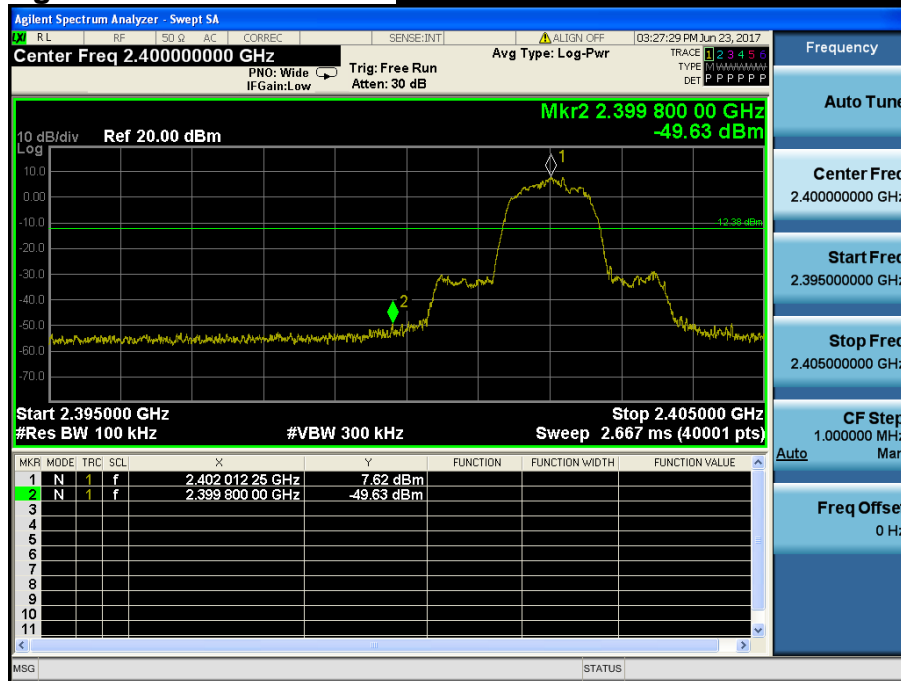 Agilent Spectrum Analyzer - Swept SA
LXI RL RF 50 Ω AC CORREC SENSE:INT ALIGN OFF 03:27:29 PM Jun 23, 2017
Center Freq 2.400000000 GHz Avg Type: Log-Pwr TRACE 1 2 3 4 5 6
PNO: Wide Trig: Free Run TYPE M W W W W W
IFGain:Low Atten: 30 dB DET P P P P P P
Mkr2 2.399 800 00 GHz
10 dB/div Ref 20.00 dBm -49.63 dBm
Log
1
10.0
0.00
-10.0
-12.38 dBm
-20.0
-30.0
-40.0
2
-50.0
-60.0
-70.0
Start 2.395000 GHz Stop 2.405000 GHz
#Res BW 100 kHz #VBW 300 kHz Sweep 2.667 ms (40001 pts)
MKR MODE TRC SCL X Y FUNCTION FUNCTION WIDTH FUNCTION VALUE
1 N 1 f 2.402 012 25 GHz 7.62 dBm
2 N 1 f 2.399 800 00 GHz -49.63 dBm
3
4
5
6
7
8
9
10
11
MSG STATUS
Frequency
Auto Tune
Center Freq
2.400000000 GHz
Start Freq
2.395000000 GHz
Stop Freq
2.405000000 GHz
CF Step
1.000000 MHz
Auto Man
Freq Offset
0 Hz